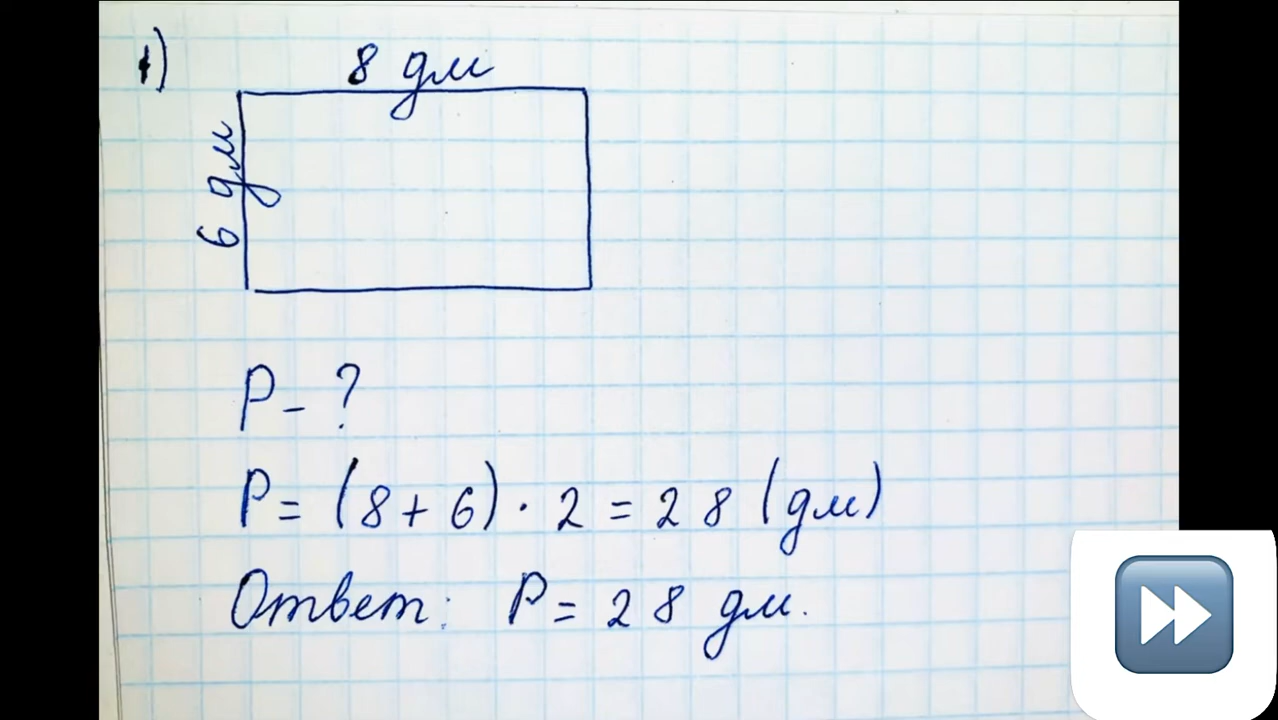 1)
8 дм
6 дм
P - ?
P = (8 + 6) · 2 = 28 (дм)
Ответ: P = 28 дм.